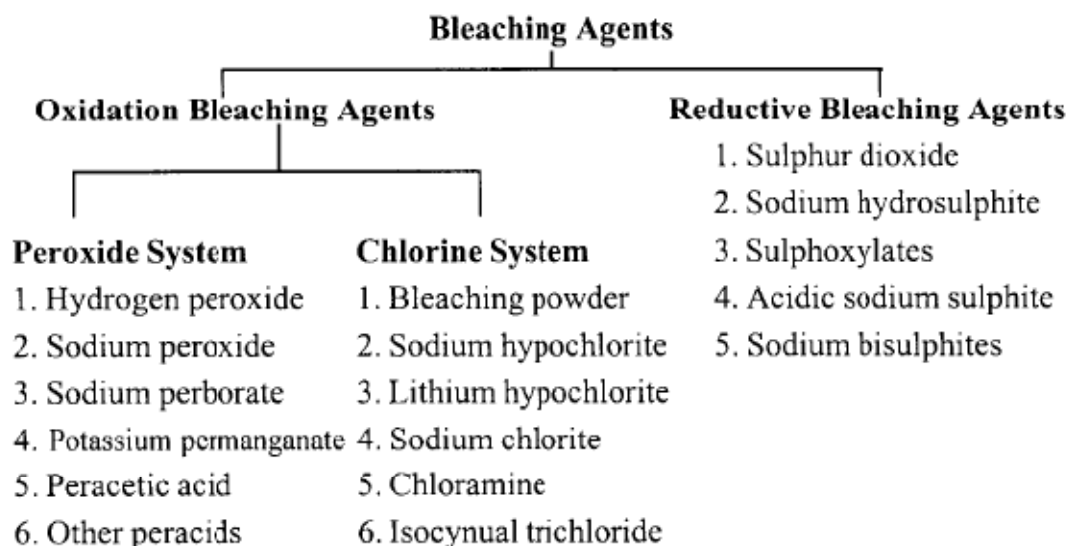 Bleaching Agents
Oxidation Bleaching Agents
Reductive Bleaching Agents
1. Sulphur dioxide
2. Sodium hydrosulphite
3. Sulphoxylates
4. Acidic sodium sulphite
5. Sodium bisulphites
Peroxide System
1. Hydrogen peroxide
2. Sodium peroxide
3. Sodium perborate
4. Potassium permanganate
5. Peracetic acid
6. Other peracids
Chlorine System
1. Bleaching powder
2. Sodium hypochlorite
3. Lithium hypochlorite
4. Sodium chlorite
5. Chloramine
6. Isocynual trichloride